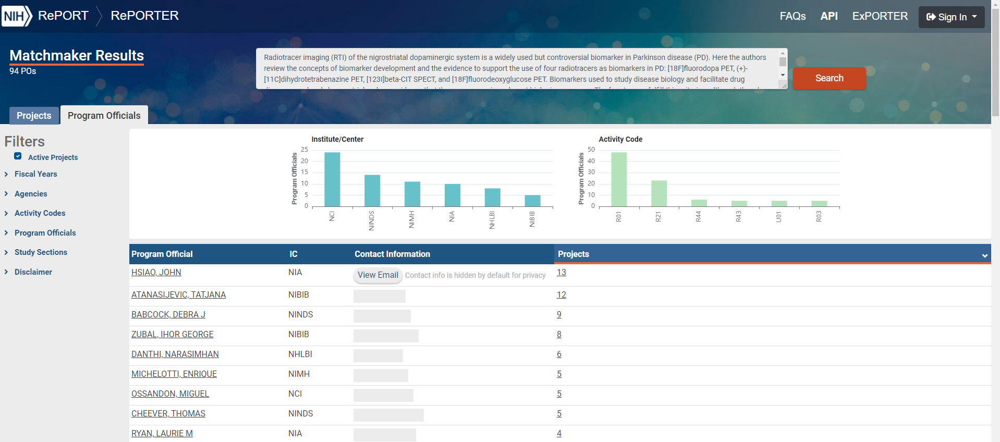 NIH RePORT RePORTER FAQs API ExPORTER Sign In
Matchmaker Results
94 POs
Radiotracer imaging (RTI) of the nigrostriatal dopaminergic system is a widely used but controversial biomarker in Parkinson disease (PD). Here the authors
review the concepts of biomarker development and the evidence to support the use of four radiotracers as biomarkers in PD: [18F]fluorodopa PET, (+)-
[11C]dihydrotetrabenazine PET, [123I]beta-CIT SPECT, and [18F]fluorodeoxyglucose PET. Biomarkers used to study disease biology and facilitate drug
Search
Projects Program Officials
Filters
Active Projects
Fiscal Years
Agencies
Activity Codes
Program Officials
Study Sections
Disclaimer
Institute/Center
Program Officials
25
20
15
10
5
0
NCI NINDS NIMH NIA NHLBI NIBIB
Activity Code
Program Officials
50
40
30
20
10
0
R01 R21 R44 R43 U01 R03
Program Official IC Contact Information Projects
HSIAO, JOHN NIA View Email Contact info is hidden by default for privacy 13
ATANASIJEVIC, TATJANA NIBIB 12
BABCOCK, DEBRA J NINDS 9
ZUBAL, IHOR GEORGE NIBIB 8
DANTHI, NARASIMHAN NHLBI 6
MICHELOTTI, ENRIQUE NIMH 5
OSSANDON, MIGUEL NCI 5
CHEEVER, THOMAS NINDS 5
RYAN, LAURIE M NIA 4